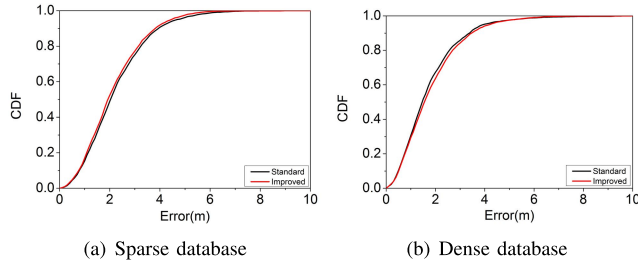 1.0
0.8
0.6
0.4
0.2
0.0
CDF
0 2 4 6 8 10
Error(m)
Standard
Improved
(a) Sparse database
1.0
0.8
0.6
0.4
0.2
0.0
CDF
0 2 4 6 8 10
Error(m)
Standard
Improved
(b) Dense database